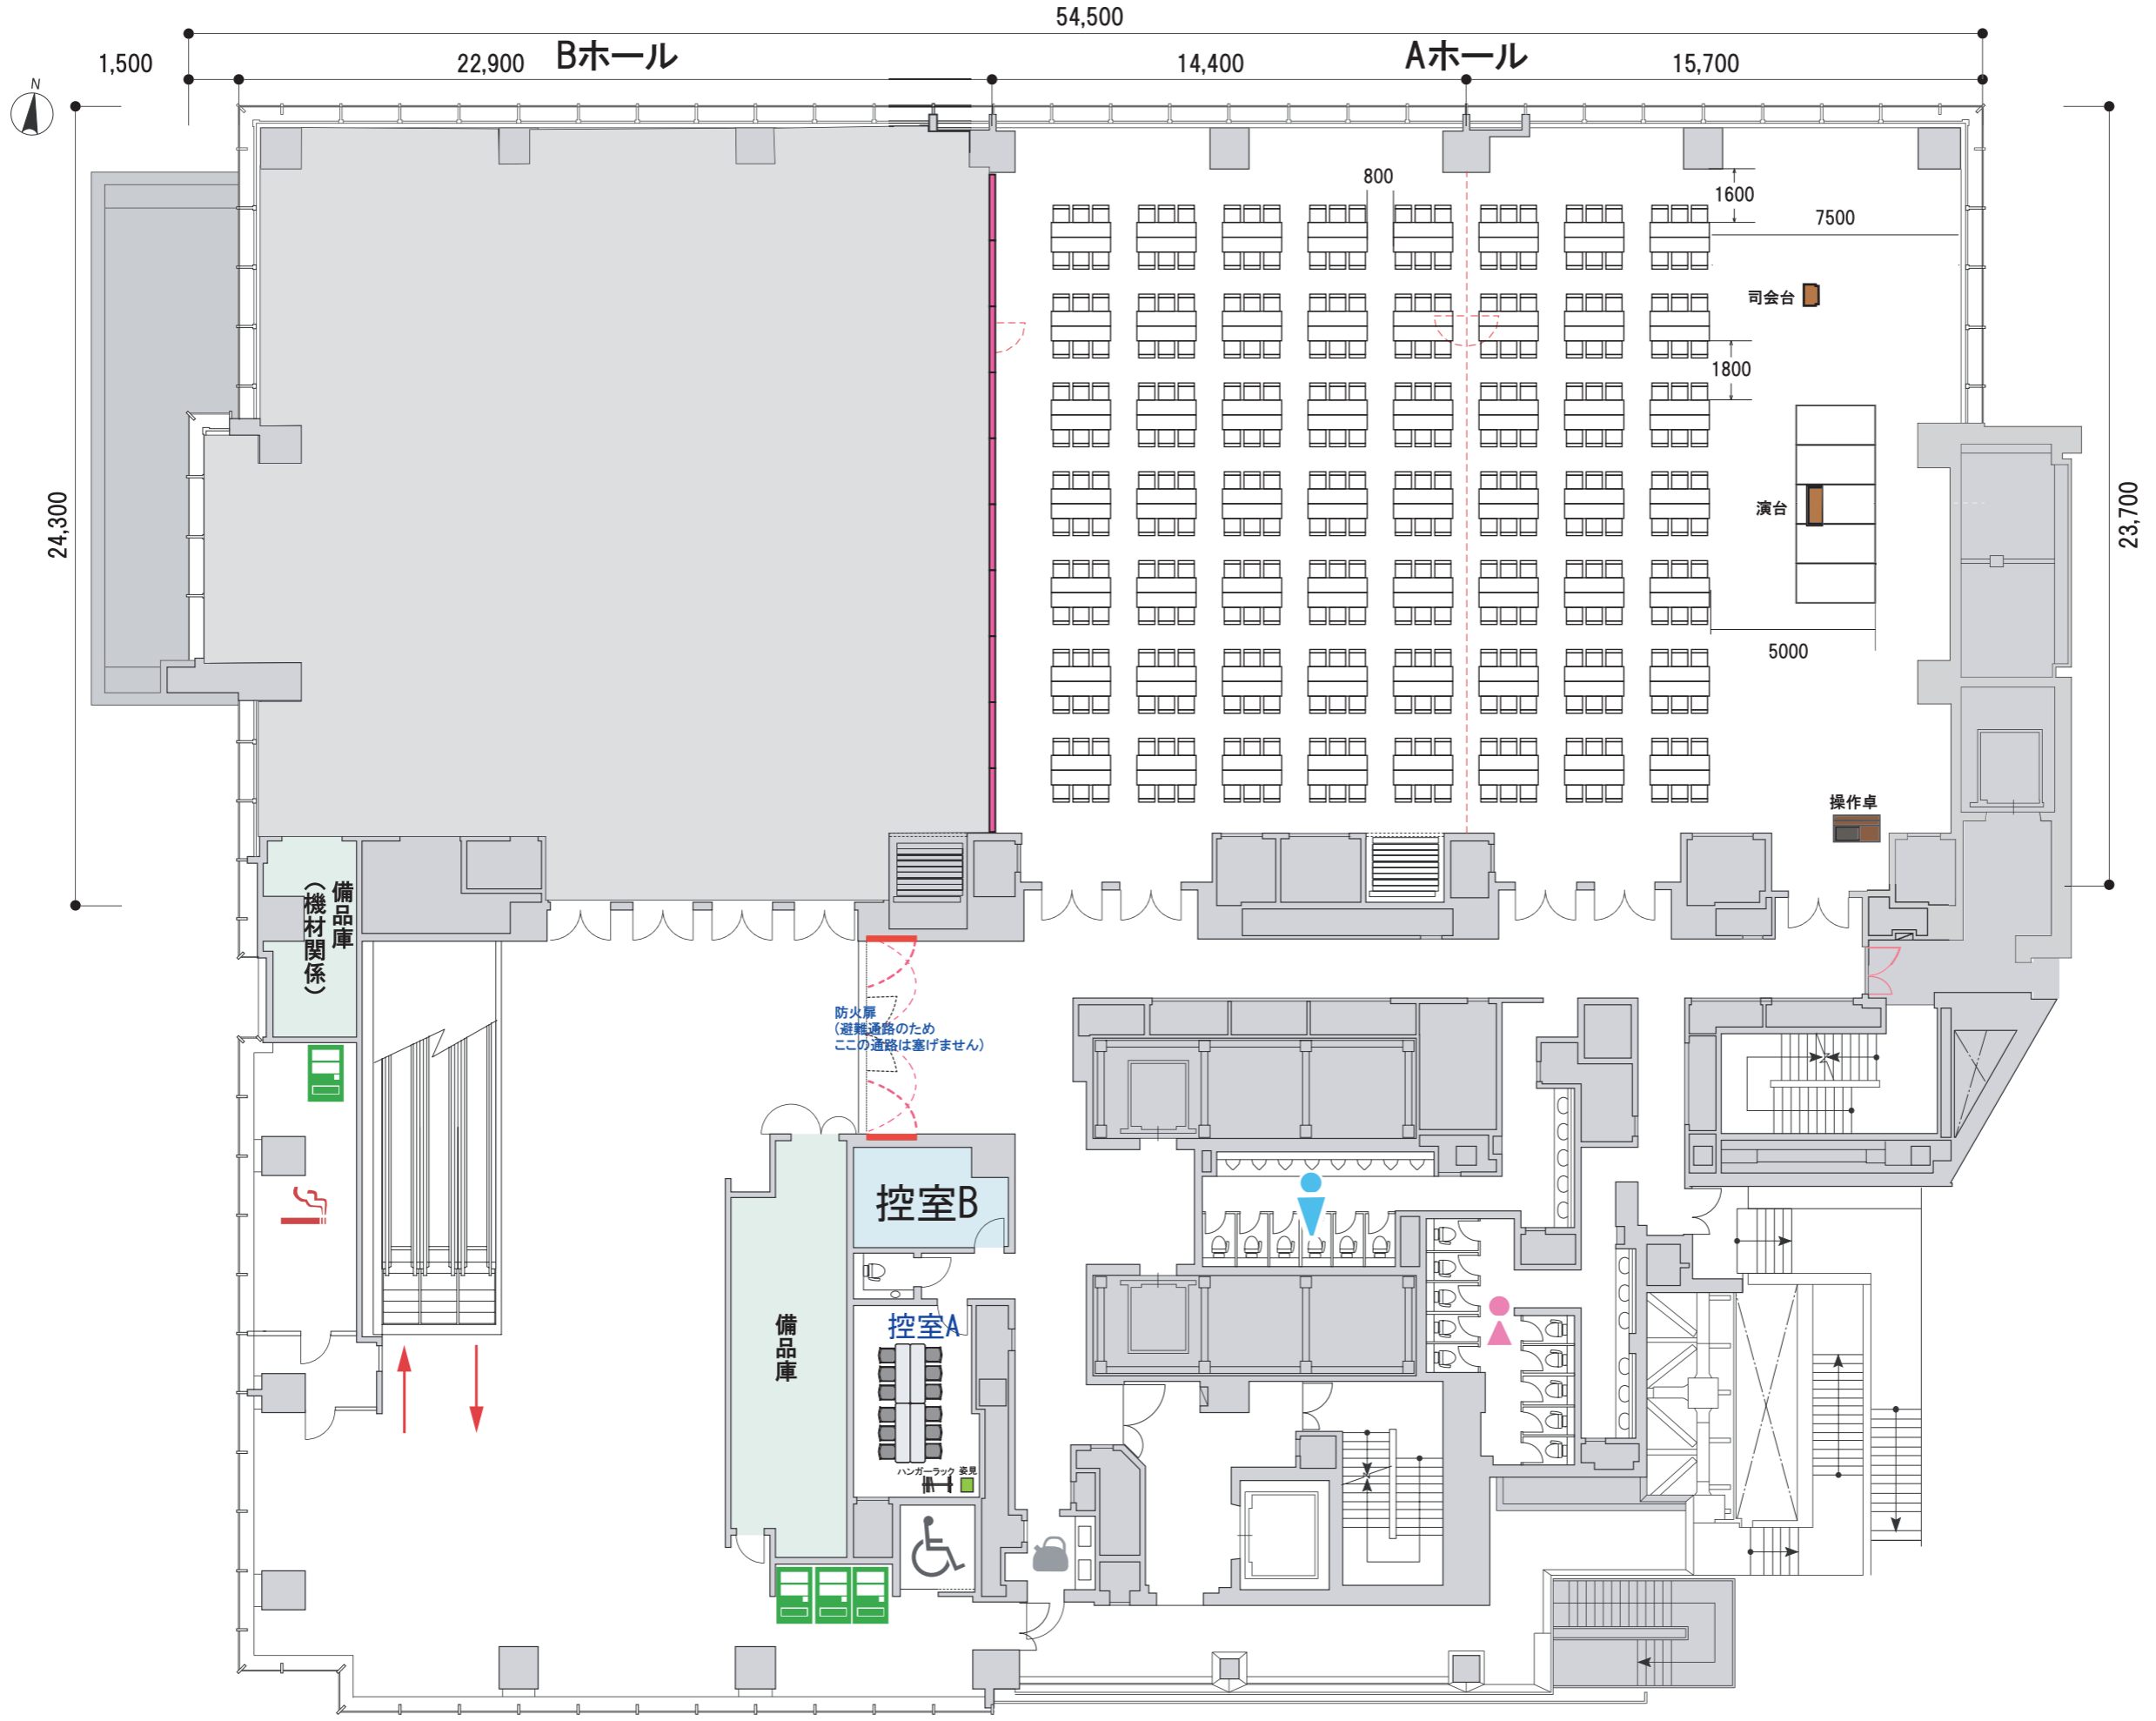 54,500
1,500
22,900
Bホール
14,400
Aホール
15,700
N
800
1600
7500
司会台
1800
24,300
演台
23,700
5000
操作卓
備品庫
（機材関係）
防火扉
（避難通路のため
ここの通路は塞げません）
控室B
備品庫
控室A
ハンガーラック 姿見